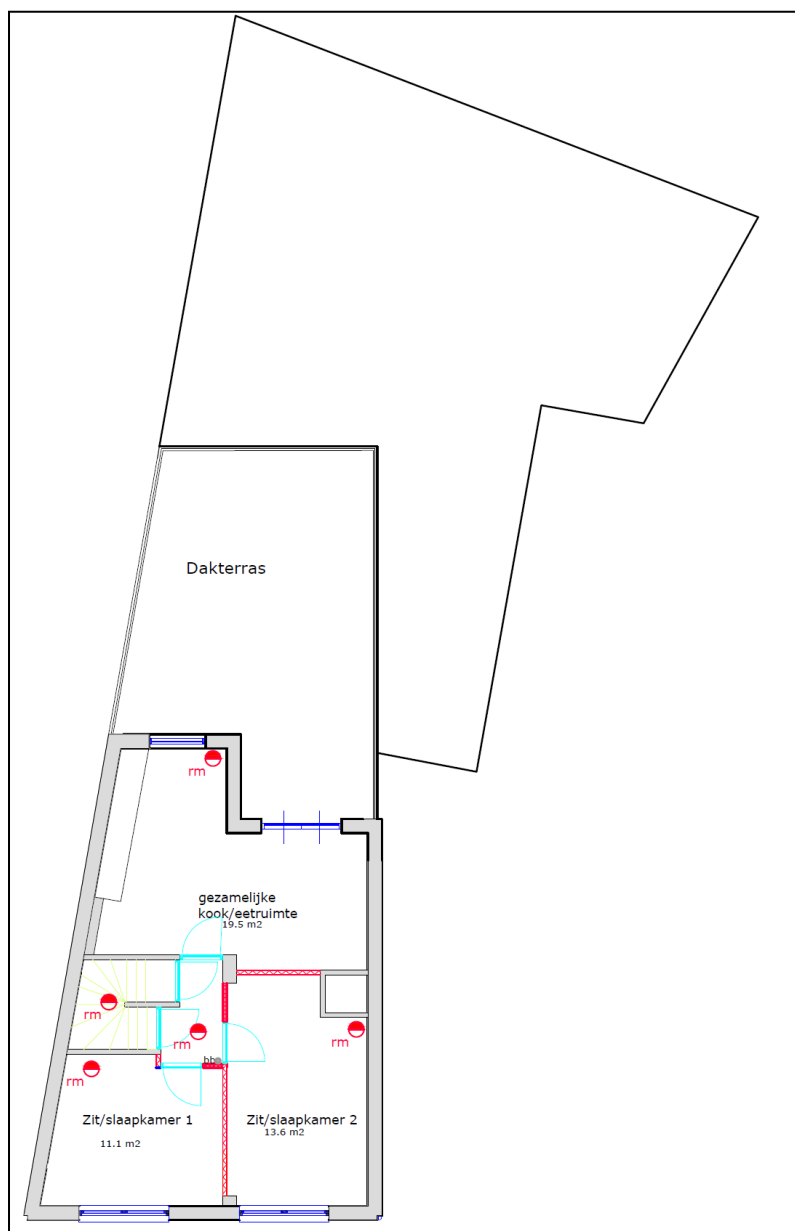 Dakterras
rm
gezamelijke
kook/eetruimte
19.5 m2
rm
rm
rm
bb
rm
Zit/slaapkamer 1
11.1 m2
Zit/slaapkamer 2
13.6 m2